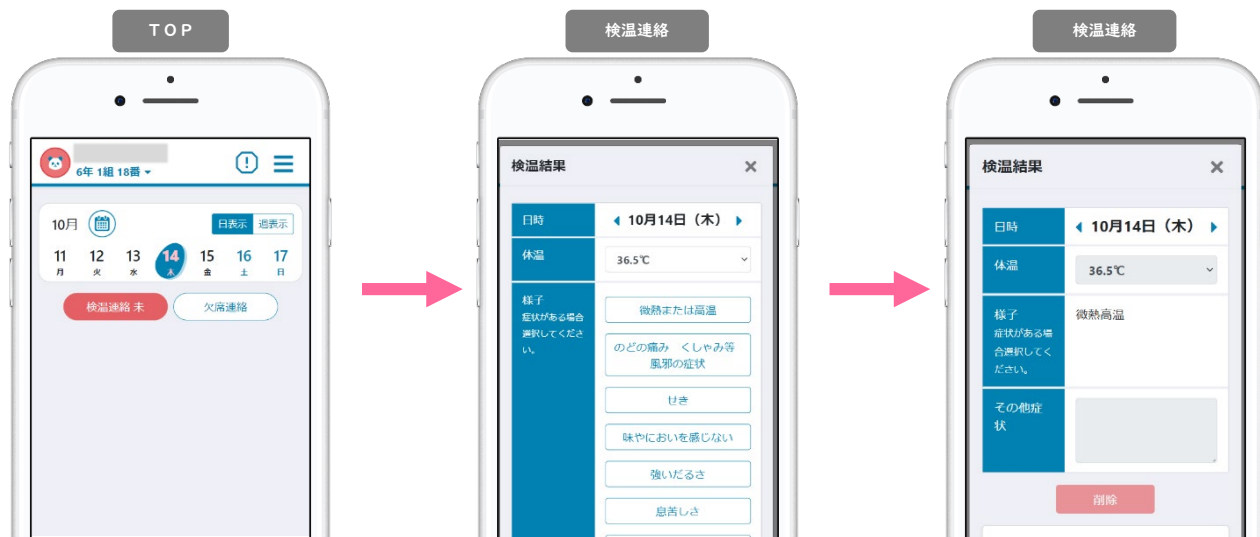 TOP
6年 1組 18番
10月
日表示 週表示
11 12 13 14 15 16 17
月 火 水 木 金 土 日
検温連絡 未 欠席連絡
検温連絡
検温結果 ×
日時 10月14日（木）
体温 36.5℃
様子
症状がある場合
選択してくださ
い。
微熱または高温
のどの痛み くしゃみ等
風邪の症状
せき
味やにおいを感じない
強いだるさ
息苦しさ
検温連絡
検温結果 ×
日時 10月14日（木）
体温 36.5℃
様子
症状がある場
合選択してく
ださい。
微熱高温
その他症
状
削除